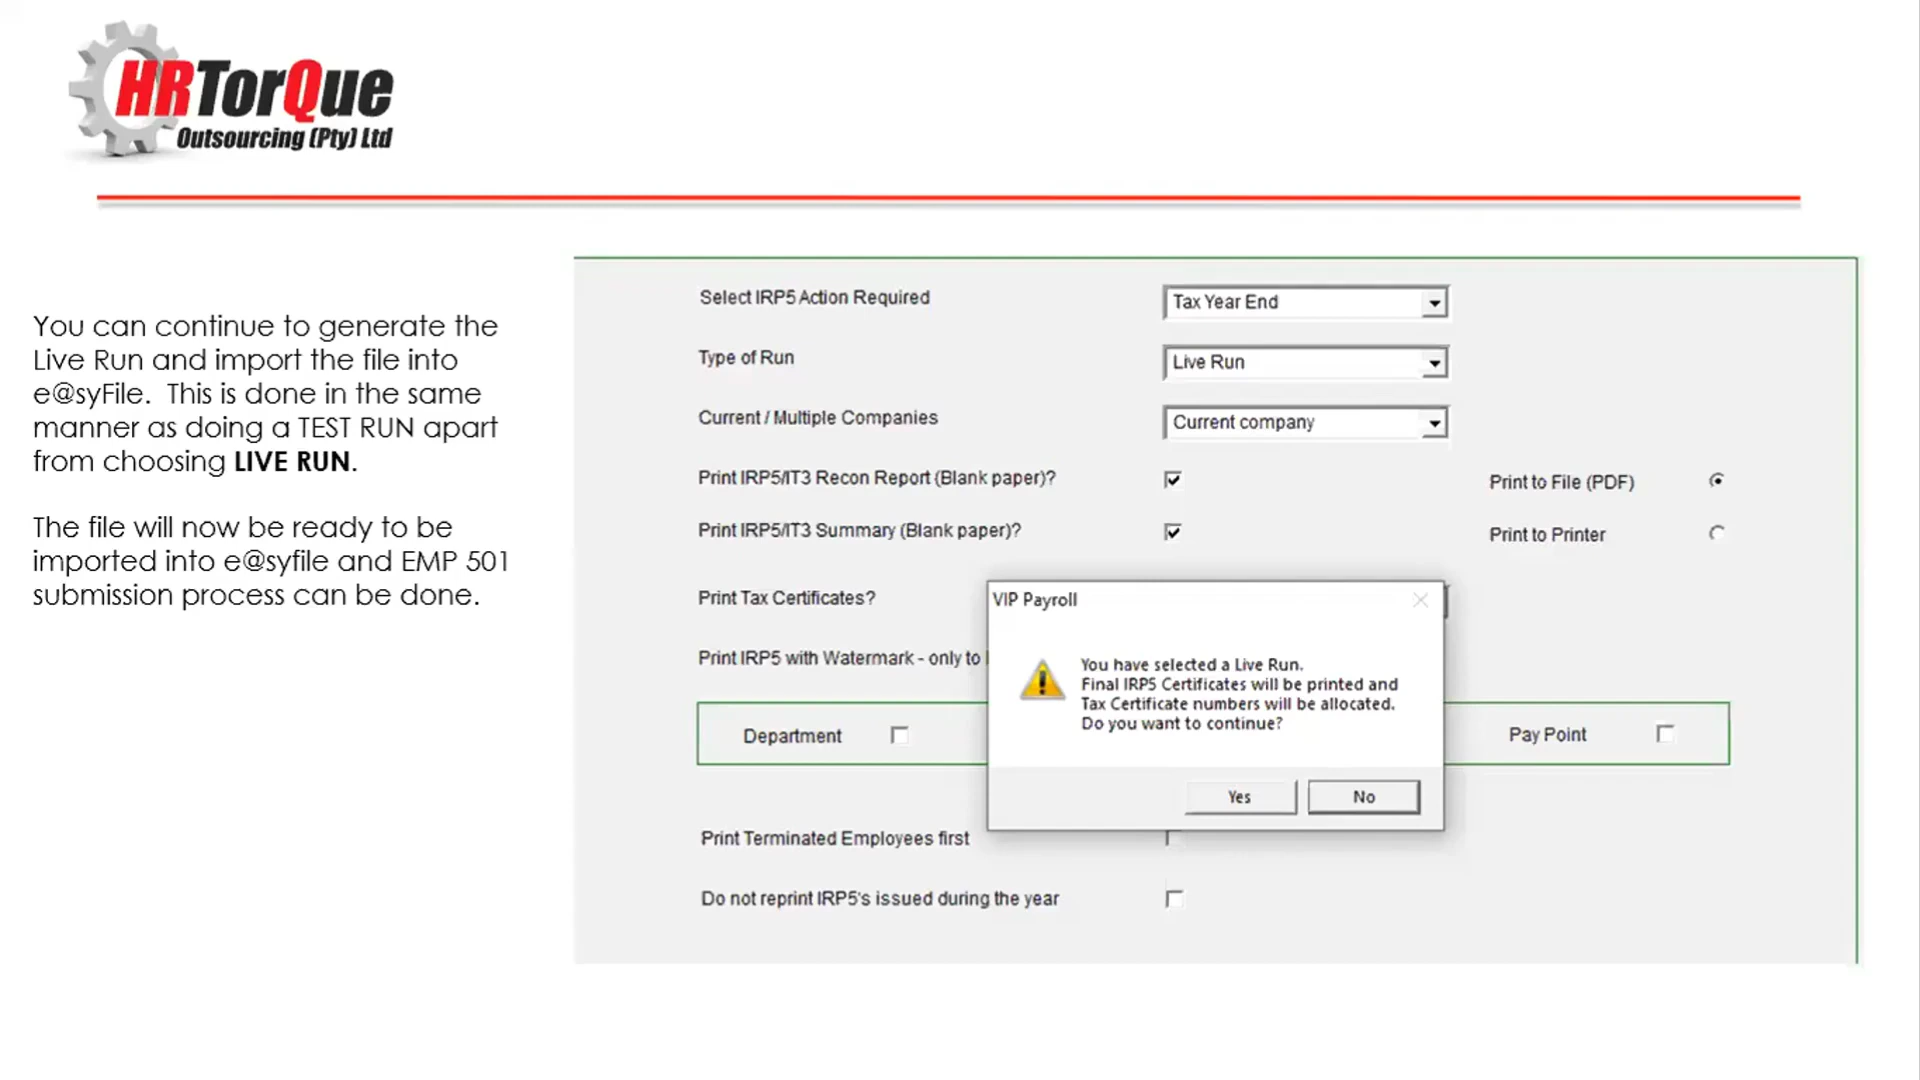 HRTorQue
Outsourcing (Pty) Ltd
You can continue to generate the
Live Run and import the file into
e@syFile.  This is done in the same
manner as doing a TEST RUN apart
from choosing LIVE RUN.
The file will now be ready to be
imported into e@syfile and EMP 501
submission process can be done.
Select IRP5 Action Required
Tax Year End
Type of Run
Live Run
Current / Multiple Companies
Current company
Print IRP5/IT3 Recon Report (Blank paper)?
Print to File (PDF)
Print IRP5/IT3 Summary (Blank paper)?
Print to Printer
Print Tax Certificates?
Print IRP5 with Watermark - only to
VIP Payroll
You have selected a Live Run.
Final IRP5 Certificates will be printed and
Tax Certificate numbers will be allocated.
Do you want to continue?
Yes
No
Department
Pay Point
Print Terminated Employees first
Do not reprint IRP5's issued during the year